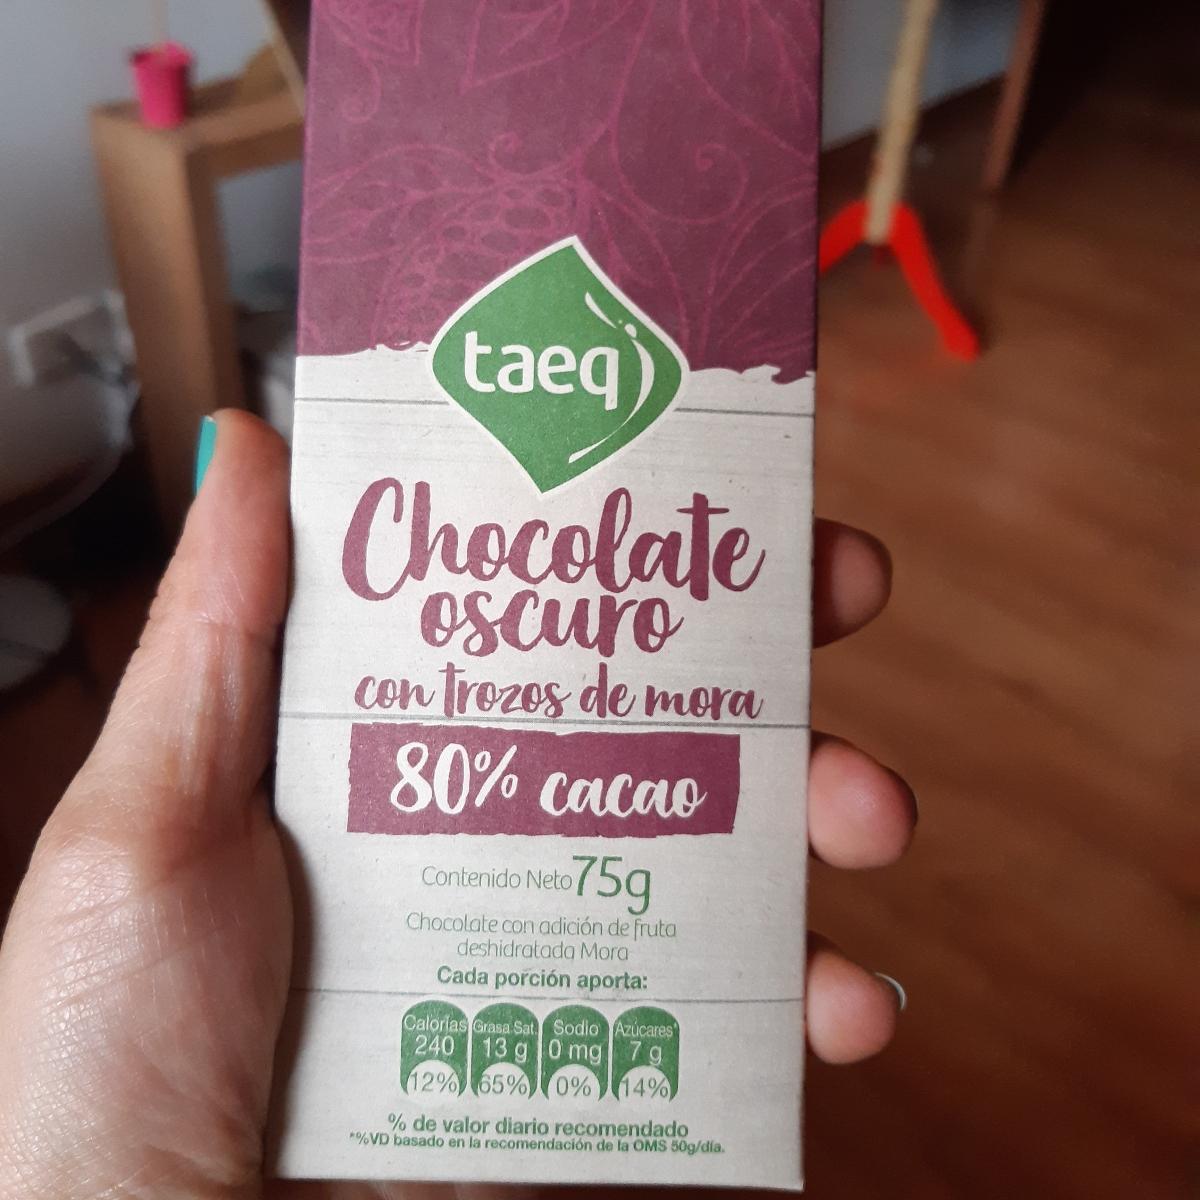 taeq
Chocolate
oscuro
con trozos de mora
80% cacao
Contenido Neto 75g
Chocolate con adición de fruta
deshidratada Mora
Cada porción aporta:
Calorías Grasa Sat. Sodio Azúcares*
240 13 g 0 mg 7 g
12% 65% 0% 14%
% de valor diario recomendado
*%VD basado en la recomendación de la OMS 50g/día.